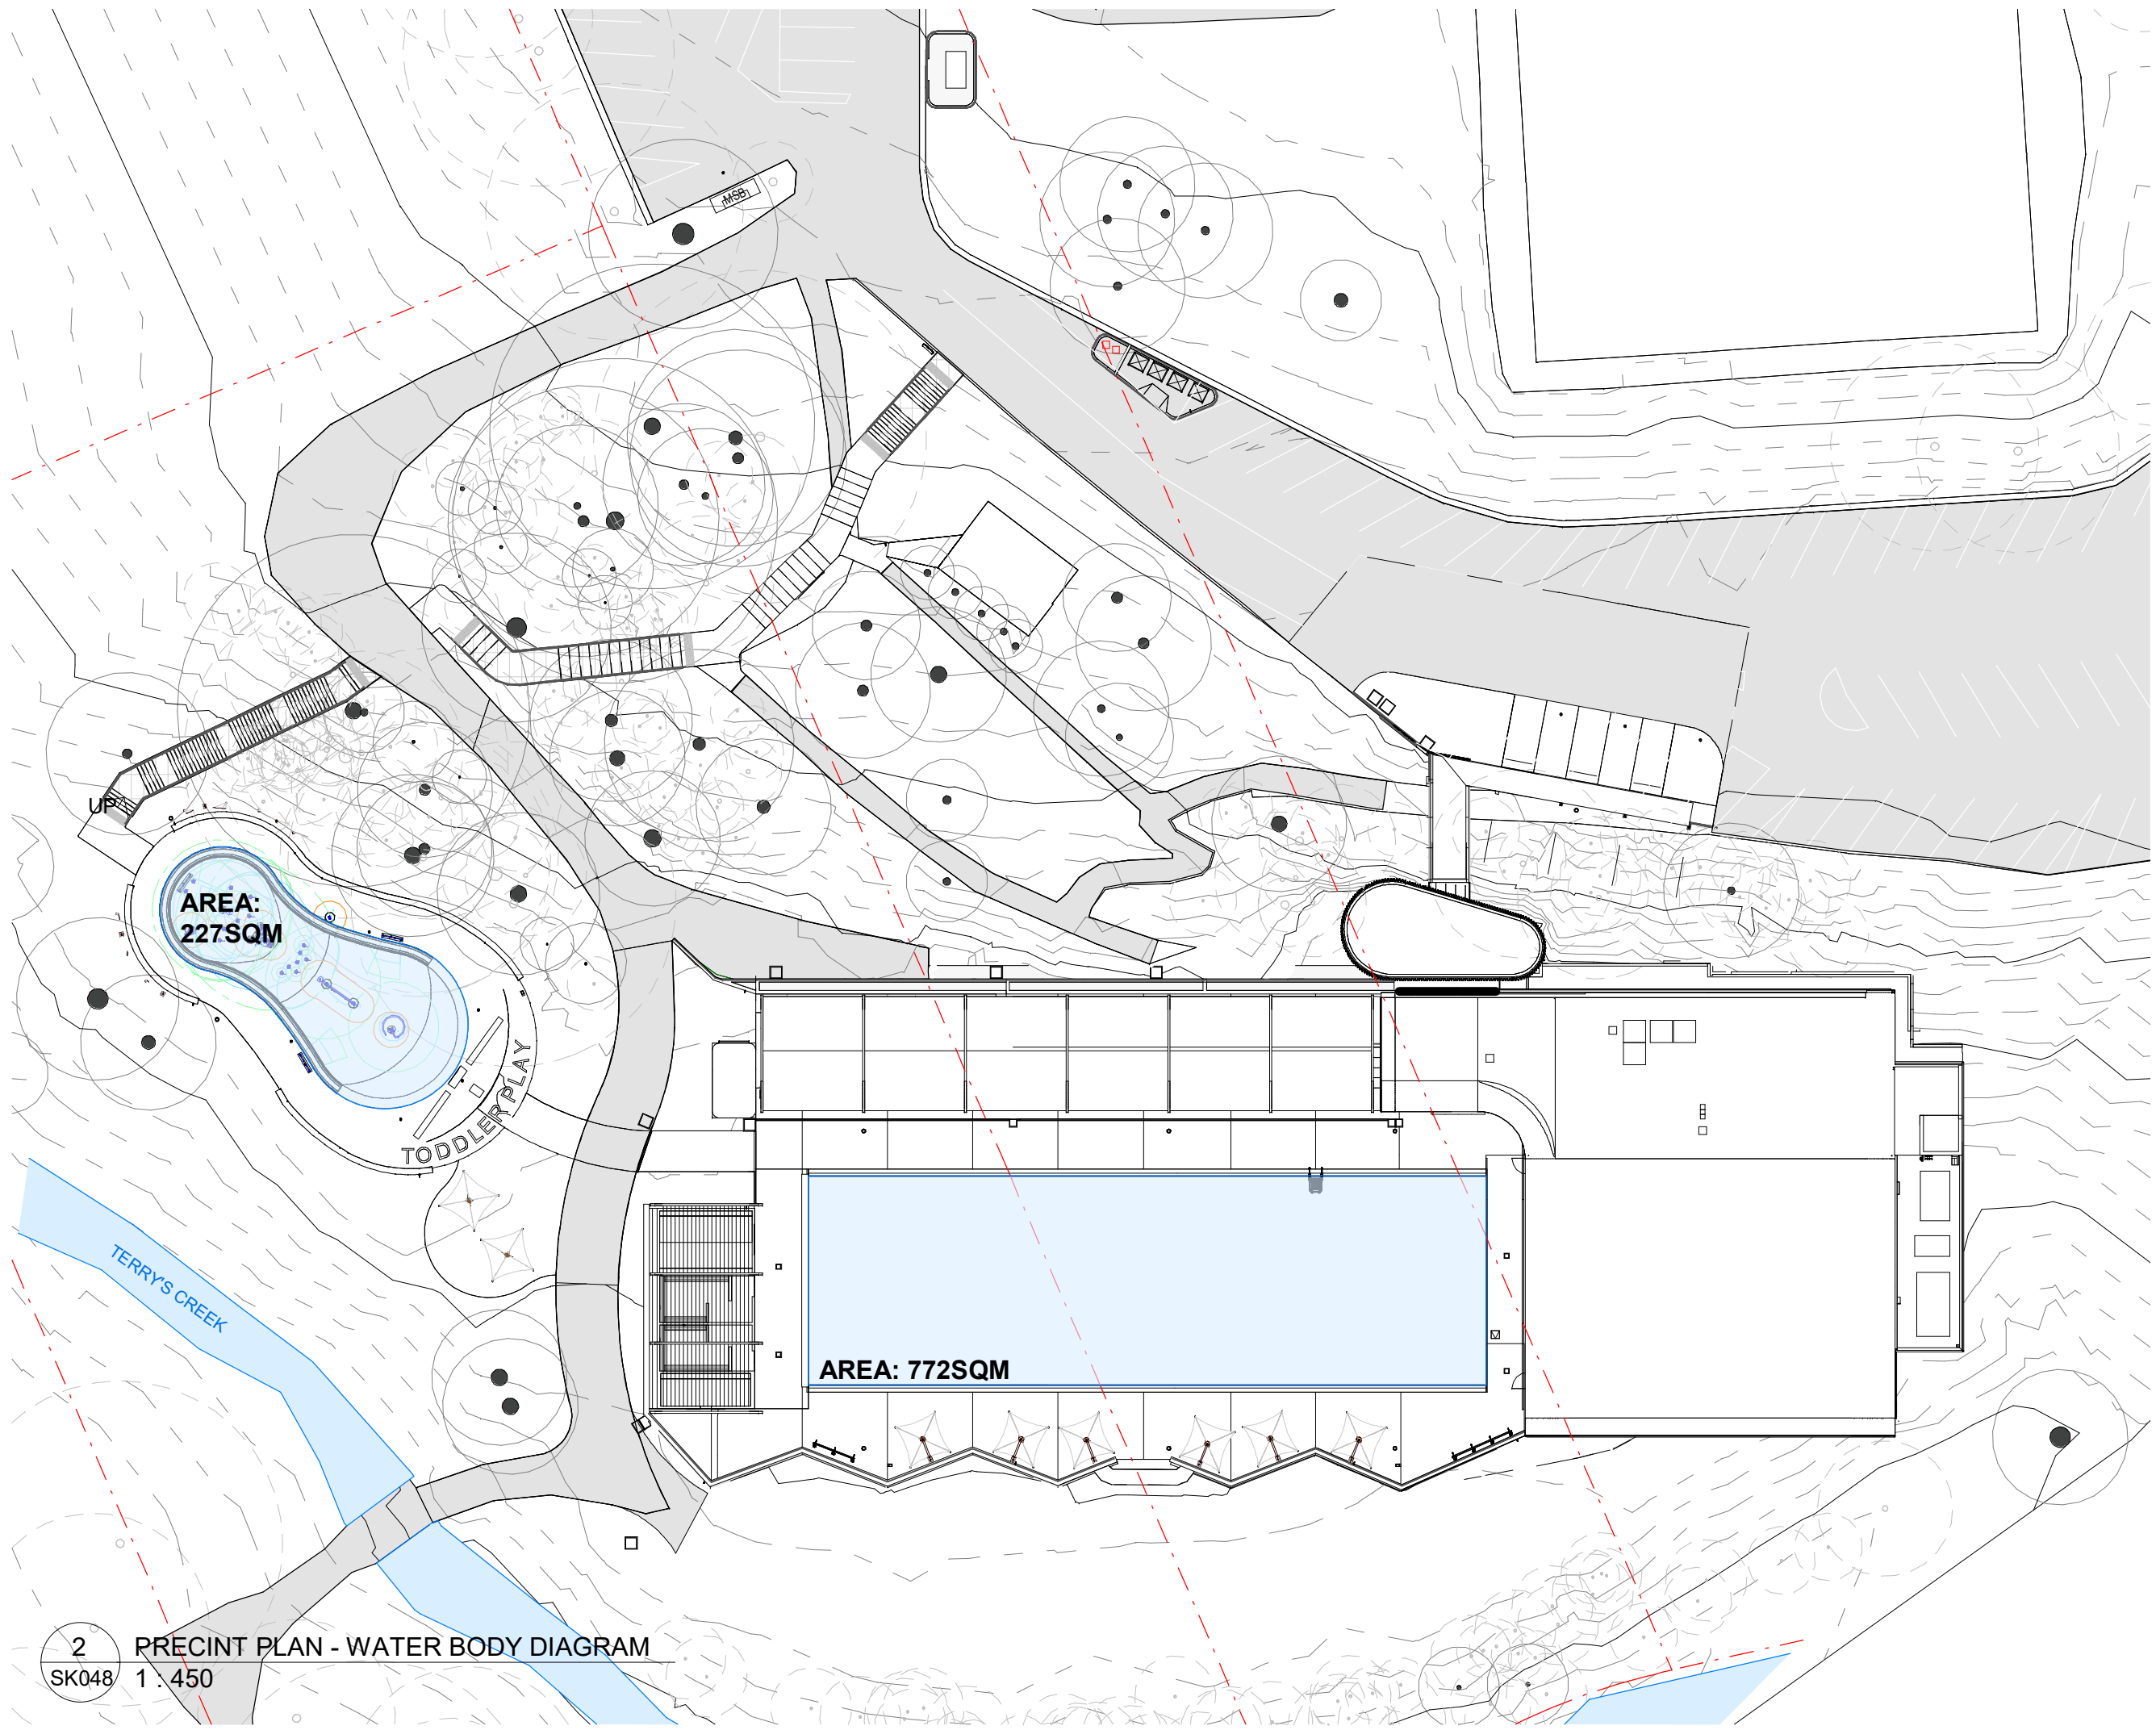 MSB
UP
AREA:
227SQM
TODDLER PLAY
TERRY'S CREEK
AREA: 772SQM
2
SK048
PRECINT PLAN - WATER BODY DIAGRAM
1 : 450